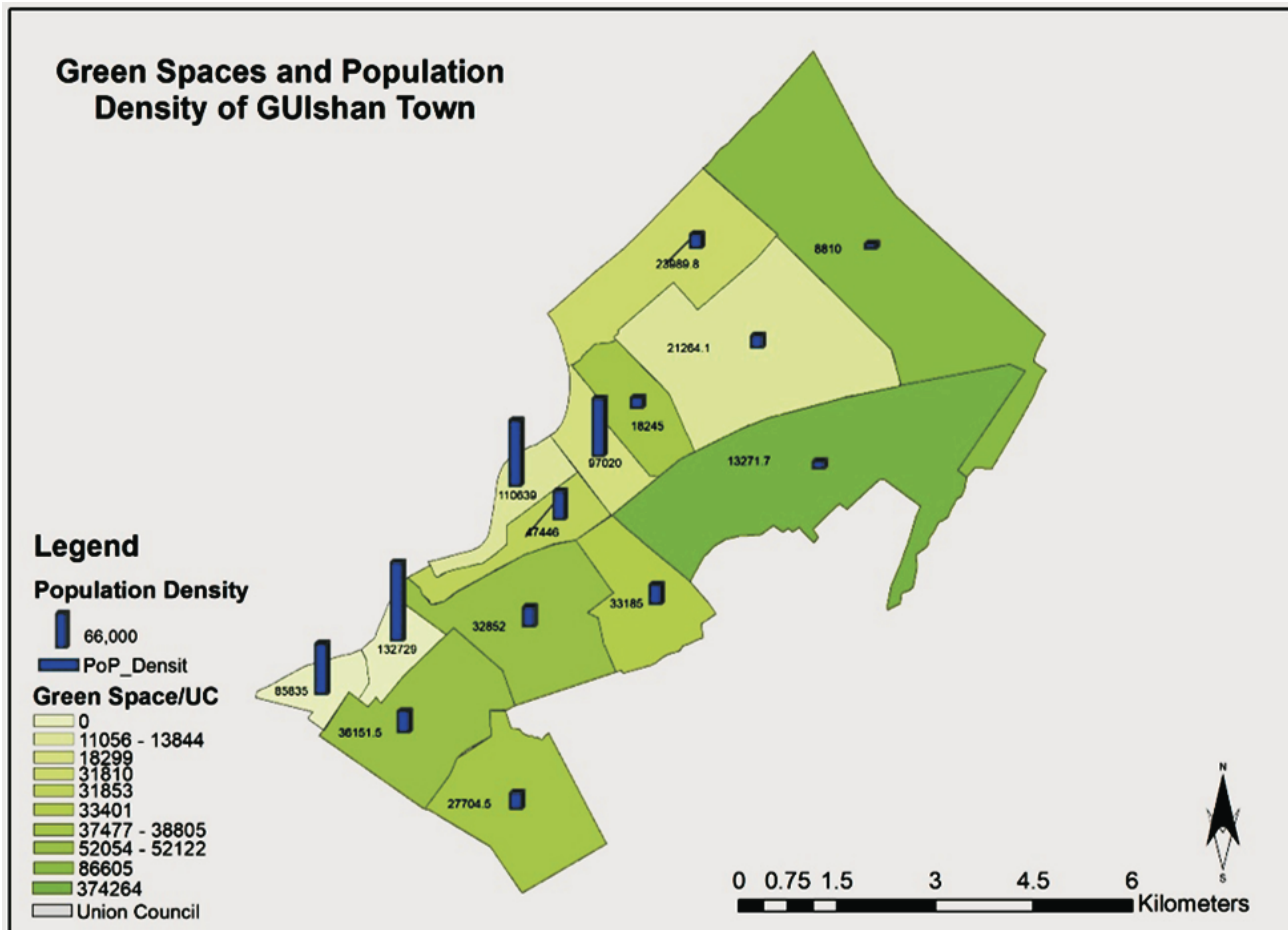 Green Spaces and Population
Density of GUlshan Town
8810
23989.8
21264.1
18245
97020
13271.7
110639
47446
33185
32852
132729
85835
36151.5
27704.5
Legend
Population Density
66,000
PoP_Densit
Green Space/UC
0
11056 - 13844
18299
31810
31853
33401
37477 - 38805
52054 - 52122
86605
374264
Union Council
N
S
0 0.75 1.5 3 4.5 6
Kilometers